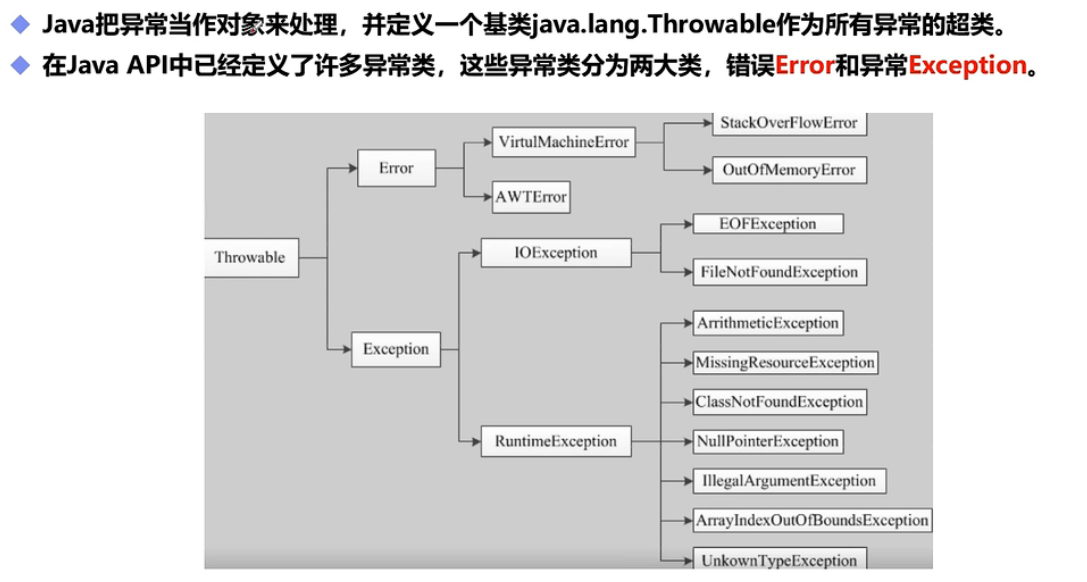 Java把异常当作对象来处理，并定义一个基类java.lang.Throwable作为所有异常的超类。
在Java API中已经定义了许多异常类，这些异常类分为两大类，错误Error和异常Exception。
StackOverFlowError
VirtulMachineError
Error
OutOfMemoryError
AWTError
EOFException
IOException
Throwable
FileNotFoundException
ArrithmeticException
Exception
MissingResourceException
ClassNotFoundException
RuntimeException
NullPointerException
IllegalArgumentException
ArrayIndexOutOfBoundsException
UnkownTypeException